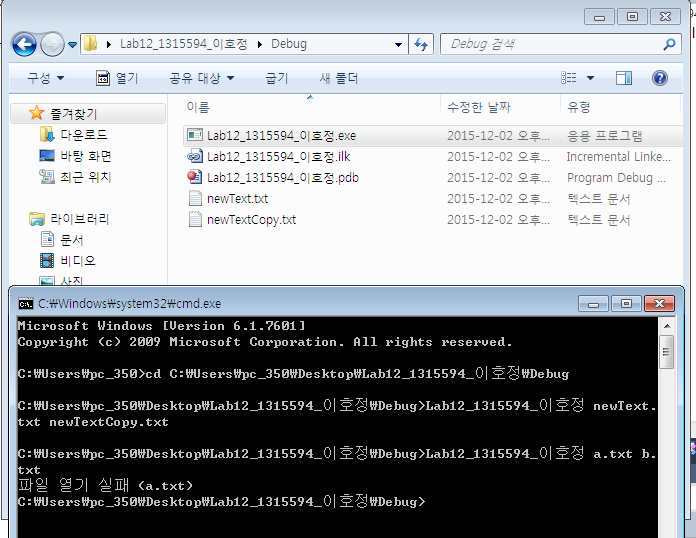 Lab12_1315594_이호정 Debug
Debug 검색
구성 열기 공유 대상 굽기 새 폴더
즐겨찾기
다운로드
바탕 화면
최근 위치
라이브러리
문서
비디오
사진
이름 수정한 날짜 유형
Lab12_1315594_이호정.exe 2015-12-02 오후... 응용 프로그램
Lab12_1315594_이호정.ilk 2015-12-02 오후... Incremental Linke...
Lab12_1315594_이호정.pdb 2015-12-02 오후... Program Debug ...
newText.txt 2015-12-02 오후... 텍스트 문서
newTextCopy.txt 2015-12-02 오후... 텍스트 문서
C:₩Windows₩system32₩cmd.exe
Microsoft Windows [Version 6.1.7601]
Copyright (c) 2009 Microsoft Corporation. All rights reserved.
C:₩Users₩pc_350>cd C:₩Users₩pc_350₩Desktop₩Lab12_1315594_이호정₩Debug
C:₩Users₩pc_350₩Desktop₩Lab12_1315594_이호정₩Debug>Lab12_1315594_이호정 newText.
txt newTextCopy.txt
C:₩Users₩pc_350₩Desktop₩Lab12_1315594_이호정₩Debug>Lab12_1315594_이호정 a.txt b.
txt
파일 열기 실패 (a.txt)
C:₩Users₩pc_350₩Desktop₩Lab12_1315594_이호정₩Debug>